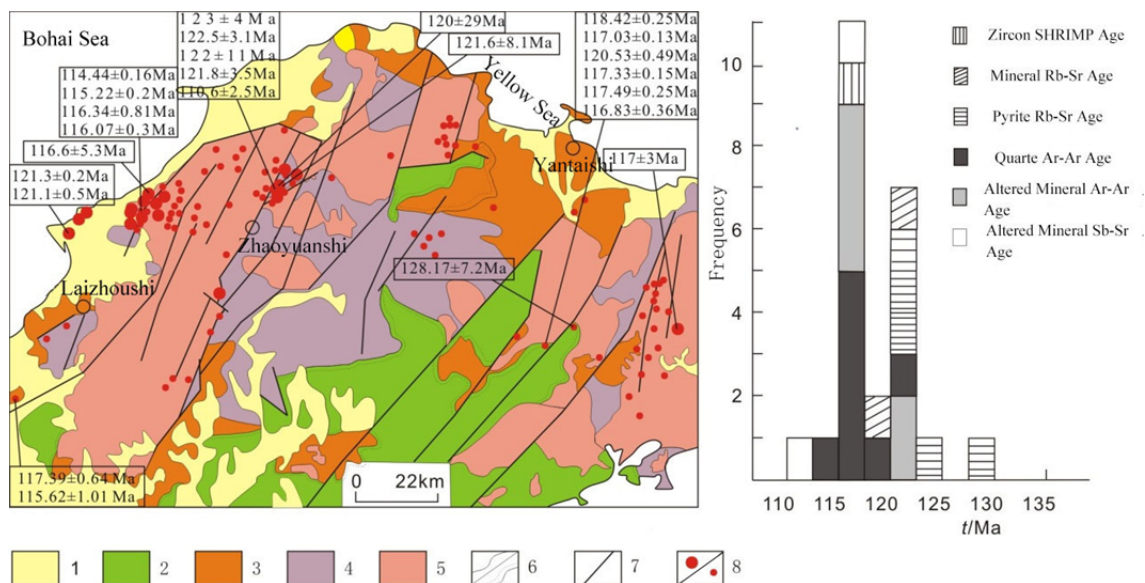 Bohai Sea
1 2 3 ± 4 M a
122.5±3.1Ma
122 ± 11 M a
121.8±3.5Ma
110.6±2.5Ma
120±29Ma
121.6±8.1Ma
118.42±0.25Ma
117.03±0.13Ma
120.53±0.49Ma
117.33±0.15Ma
117.49±0.25Ma
116.83±0.36Ma
114.44±0.16Ma
115.22±0.2Ma
116.34±0.81Ma
116.07±0.3Ma
Yellow Sea
116.6±5.3Ma
Yantaishi
117±3Ma
121.3±0.2Ma
121.1±0.5Ma
Zhaoyuanshi
128.17±7.2Ma
Laizhoushi
117.39±0.64 Ma
115.62±1.01 Ma
0 22km
1 2 3 4 5 6 7 8
Frequency
10
8
6
4
2
0
110 115 120 125 130 135
t/Ma
Zircon SHRIMP Age
Mineral Rb-Sr Age
Pyrite Rb-Sr Age
Quarte Ar-Ar Age
Altered Mineral Ar-Ar
Age
Altered Mineral Sb-Sr
Age